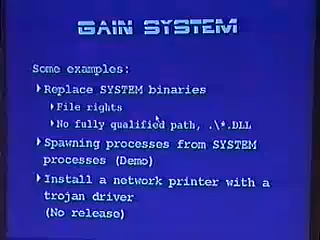 GAIN SYSTEM
Some examples:
Replace SYSTEM binaries
File rights
No fully qualified path, .\*.DLL
Spawning processes from SYSTEM
processes (Demo)
Install a network printer with a
trojan driver
(No release)